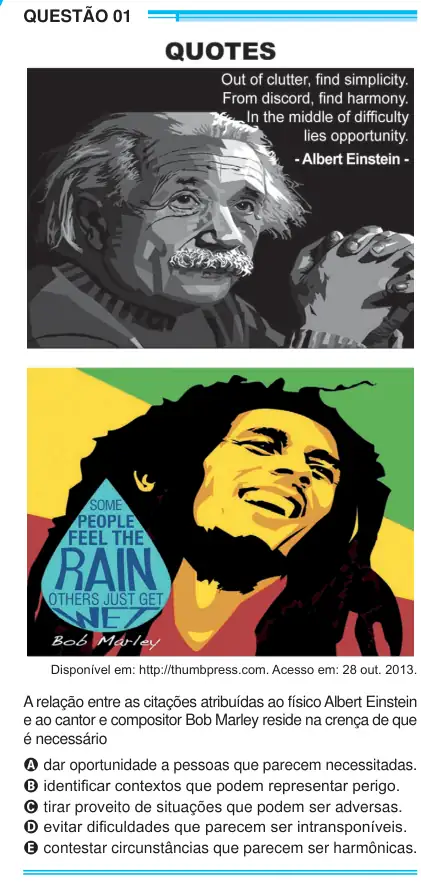 QUESTÃO 01
QUOTES
Out of clutter, find simplicity.
From discord, find harmony.
In the middle of difficulty
lies opportunity.
- Albert Einstein -
SOME
PEOPLE
FEEL THE
RAIN
OTHERS JUST GET
WET
Bob Marley
Disponível em: http://thumbpress.com. Acesso em: 28 out. 2013.
A relação entre as citações atribuídas ao físico Albert Einstein
e ao cantor e compositor Bob Marley reside na crença de que
é necessário
A dar oportunidade a pessoas que parecem necessitadas.
B identificar contextos que podem representar perigo.
C tirar proveito de situações que podem ser adversas.
D evitar dificuldades que parecem ser intransponíveis.
E contestar circunstâncias que parecem ser harmônicas.